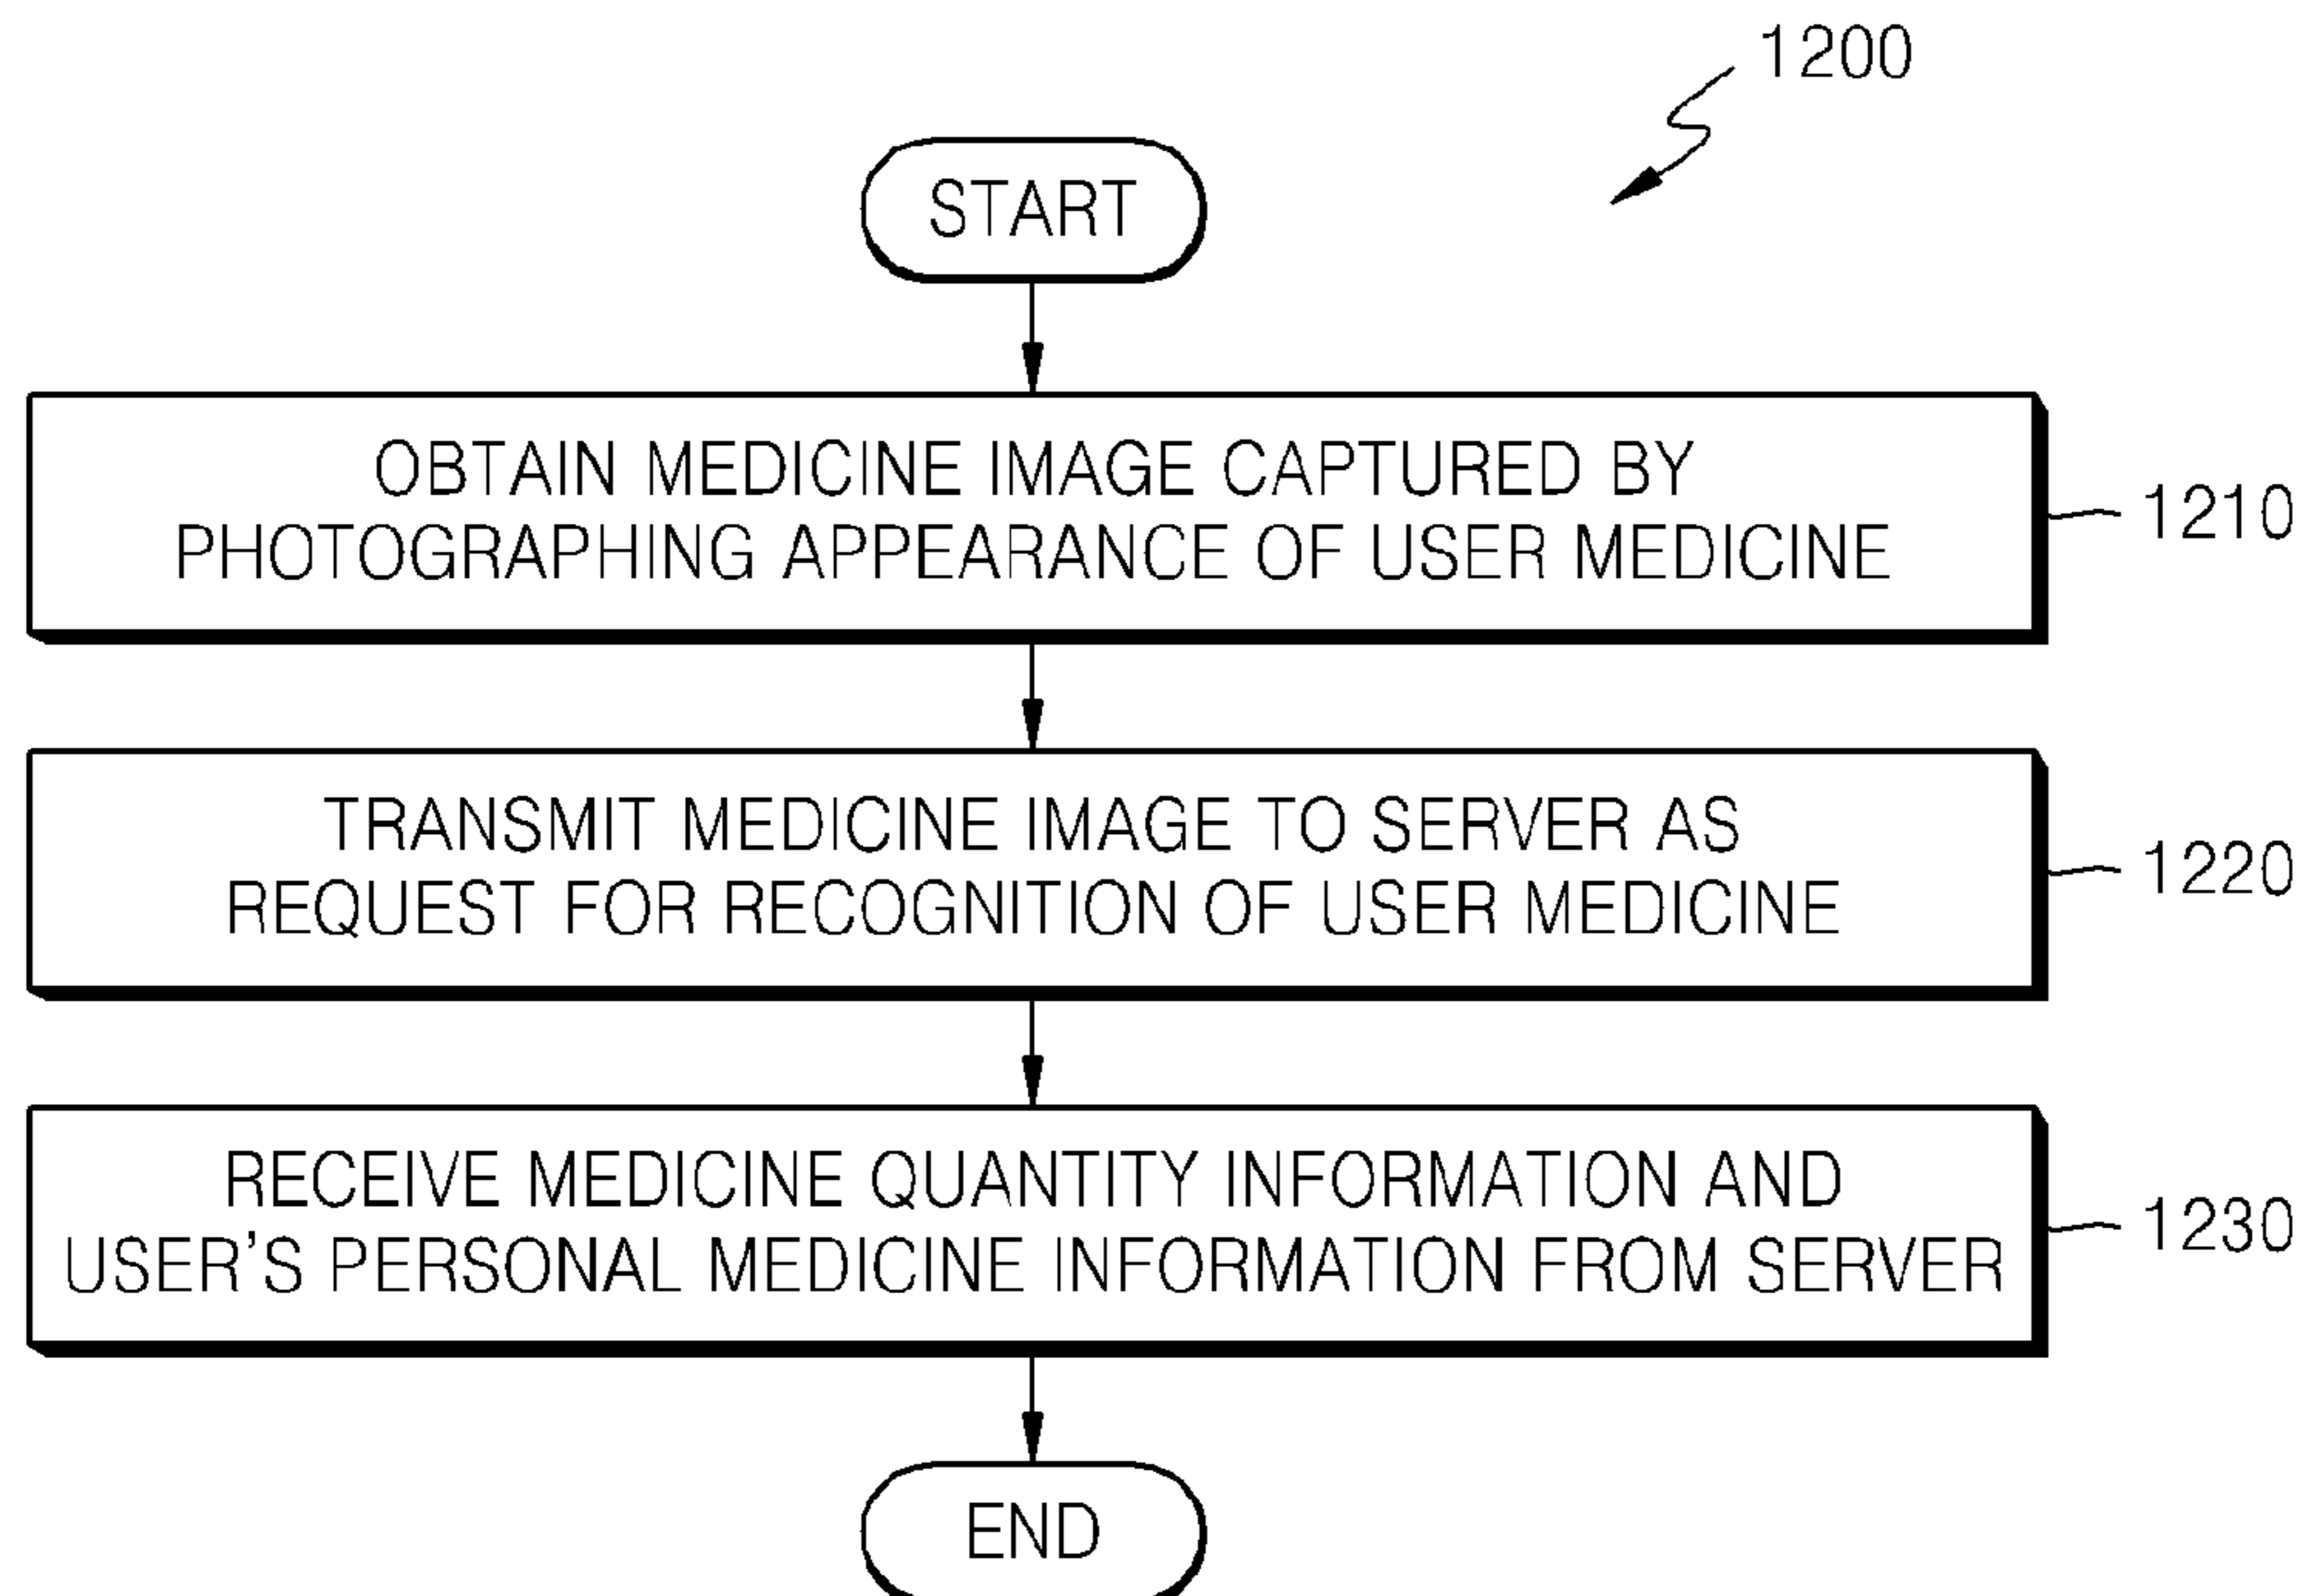 1200
START
OBTAIN MEDICINE IMAGE CAPTURED BY
PHOTOGRAPHING APPEARANCE OF USER MEDICINE
1210
TRANSMIT MEDICINE IMAGE TO SERVER AS
REQUEST FOR RECOGNITION OF USER MEDICINE
1220
RECEIVE MEDICINE QUANTITY INFORMATION AND
USER'S PERSONAL MEDICINE INFORMATION FROM SERVER
1230
END